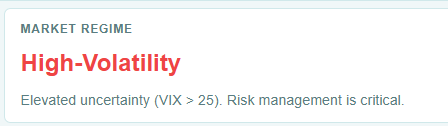 MARKET REGIME
High-Volatility
Elevated uncertainty (VIX > 25). Risk management is critical.